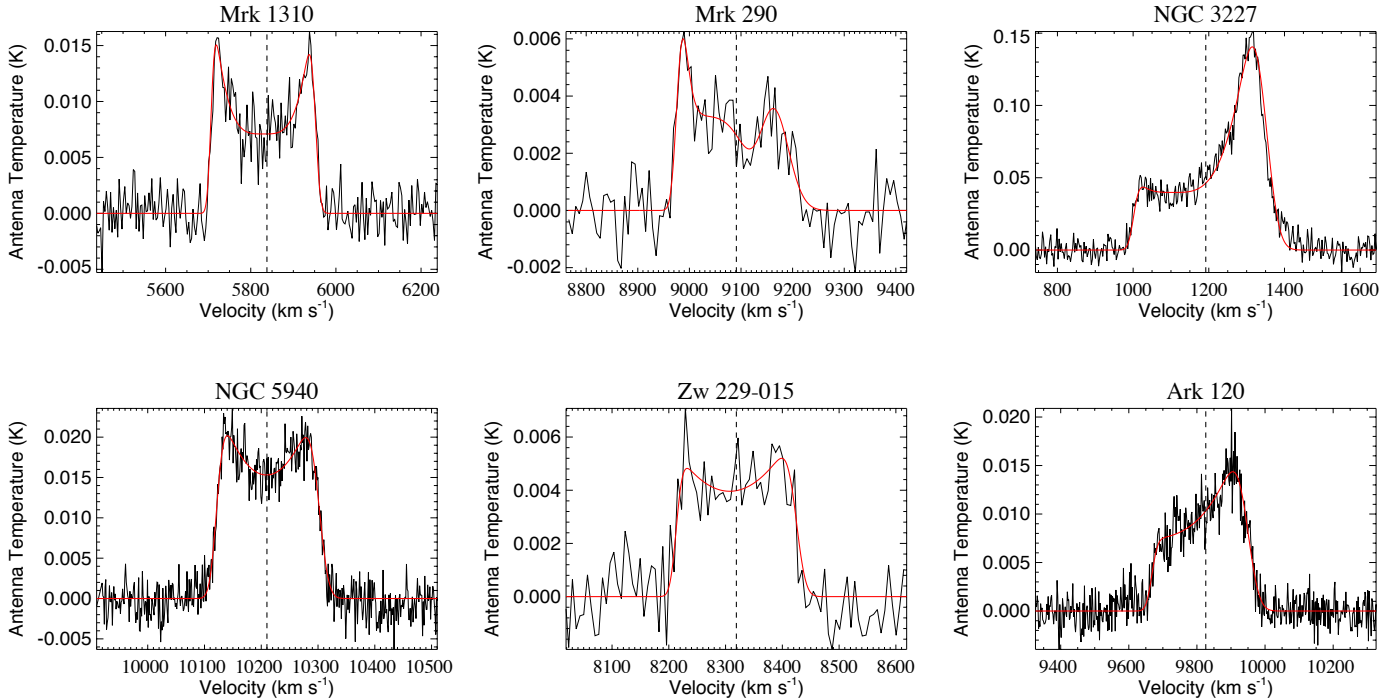 Mrk 1310
Antenna Temperature (K)
0.015
0.010
0.005
0.000
-0.005
5600 5800 6000 6200
Velocity (km s⁻¹)
Mrk 290
Antenna Temperature (K)
0.006
0.004
0.002
0.000
-0.002
8800 8900 9000 9100 9200 9300 9400
Velocity (km s⁻¹)
NGC 3227
Antenna Temperature (K)
0.15
0.10
0.05
0.00
800 1000 1200 1400 1600
Velocity (km s⁻¹)
NGC 5940
Antenna Temperature (K)
0.020
0.015
0.010
0.005
0.000
-0.005
10000 10100 10200 10300 10400 10500
Velocity (km s⁻¹)
Zw 229-015
Antenna Temperature (K)
0.006
0.004
0.002
0.000
8100 8200 8300 8400 8500 8600
Velocity (km s⁻¹)
Ark 120
Antenna Temperature (K)
0.020
0.015
0.010
0.005
0.000
9400 9600 9800 10000 10200
Velocity (km s⁻¹)